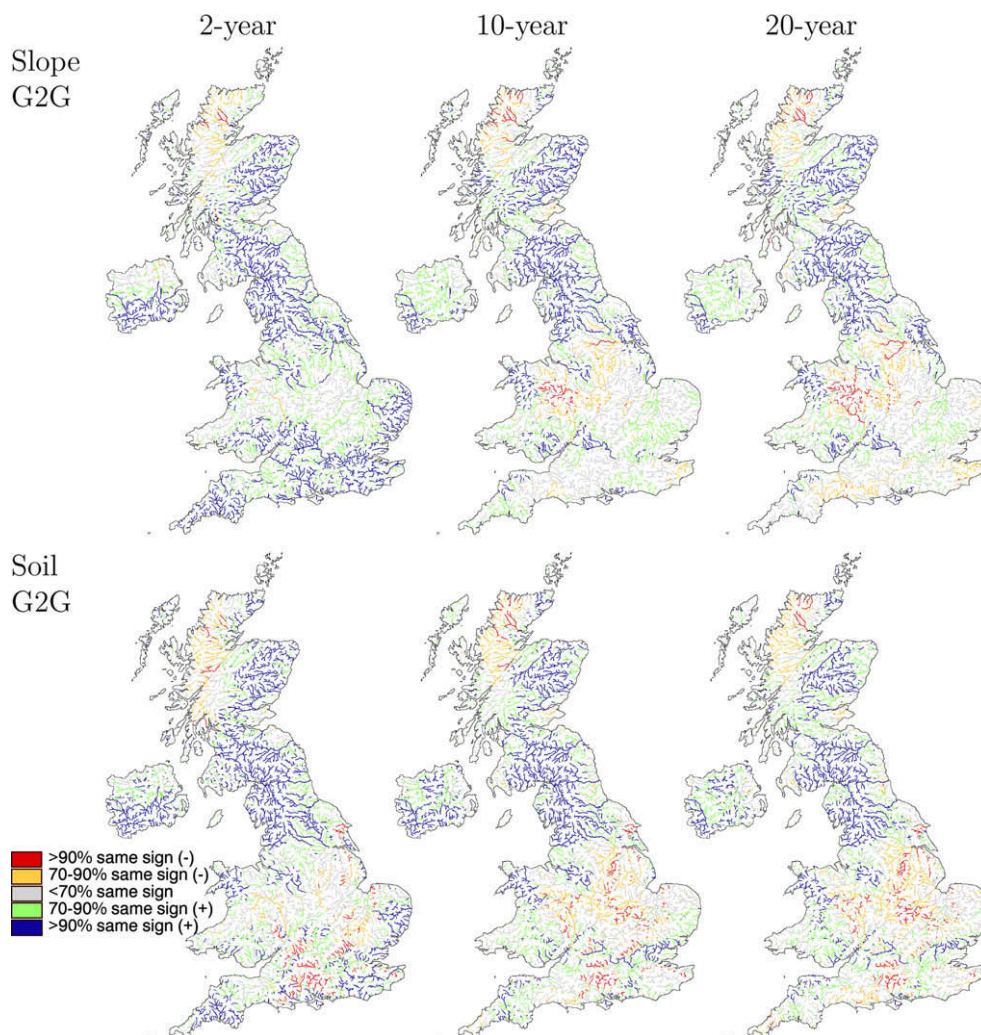 2-year 10-year 20-year
Slope
G2G
Soil
G2G
>90% same sign (-)
70-90% same sign (-)
<70% same sign
70-90% same sign (+)
>90% same sign (+)